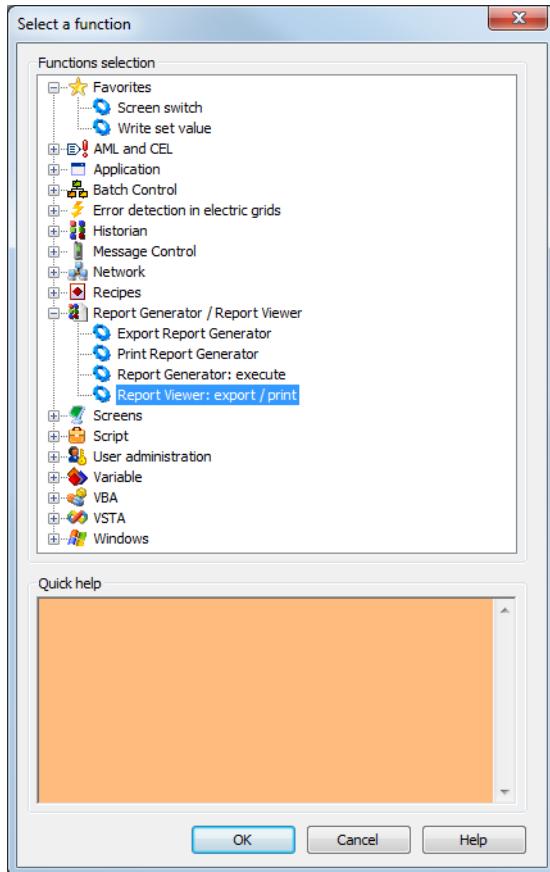 Select a function
Functions selection
Favorites
Screen switch
Write set value
AML and CEL
Application
Batch Control
Error detection in electric grids
Historian
Message Control
Network
Recipes
Report Generator / Report Viewer
Export Report Generator
Print Report Generator
Report Generator: execute
Report Viewer: export / print
Screens
Script
User administration
Variable
VBA
VSTA
Windows
Quick help
OK Cancel Help